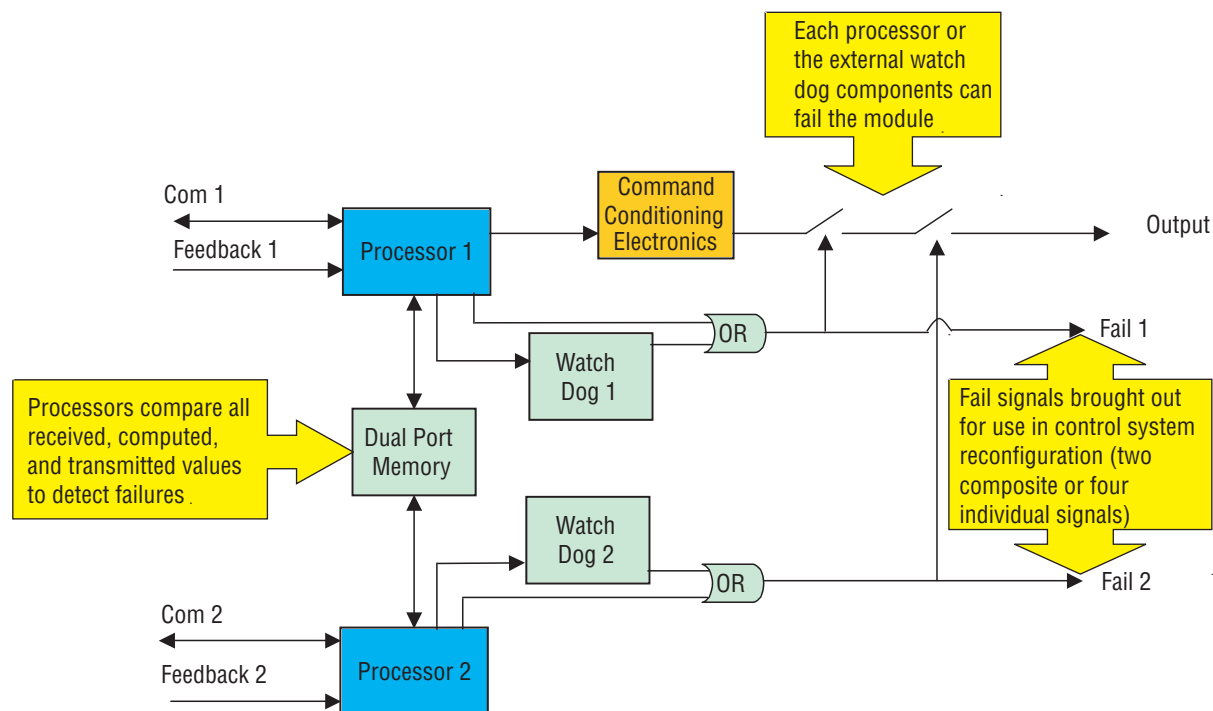 Each processor or
the external watch
dog components can
fail the module
Com 1
Feedback 1
Processor 1
Command
Conditioning
Electronics
Output
OR
Fail 1
Watch
Dog 1
Processors compare all
received, computed,
and transmitted values
to detect failures .
Dual Port
Memory
Fail signals brought out
for use in control system
reconfiguration (two
composite or four
individual signals)
Watch
Dog 2
OR
Fail 2
Com 2
Feedback 2
Processor 2